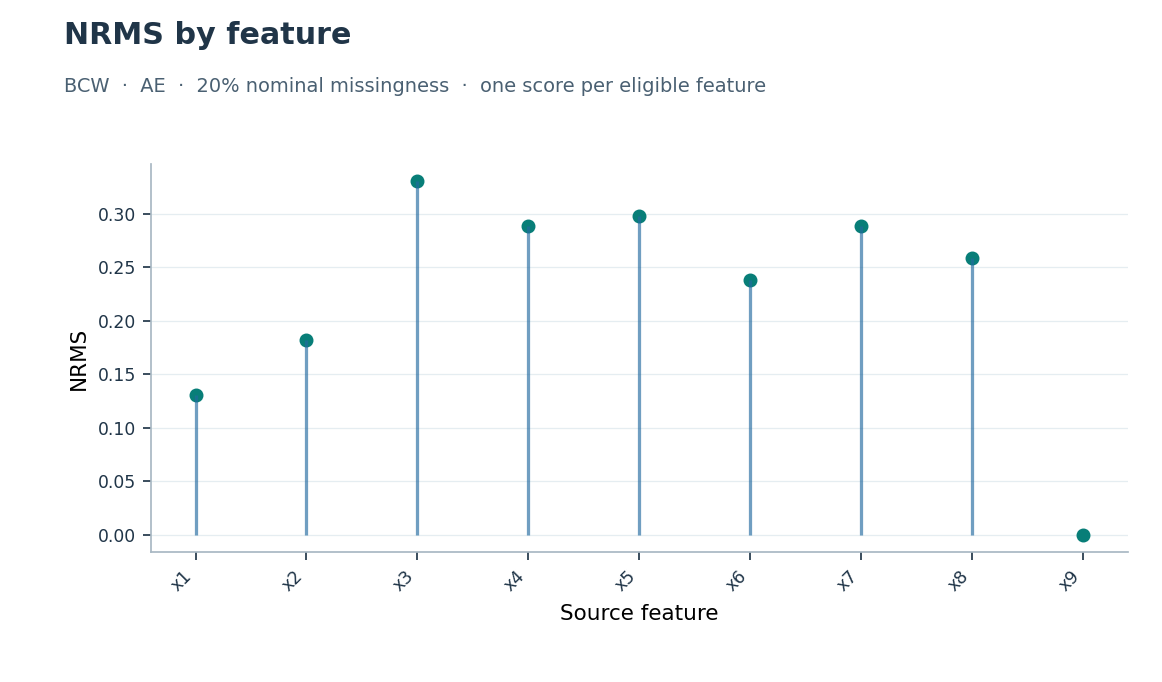 NRMS by feature
BCW · AE · 20% nominal missingness · one score per eligible feature
NRMS
0.30
0.25
0.20
0.15
0.10
0.05
0.00
x1 x2 x3 x4 x5 x6 x7 x8 x9
Source feature